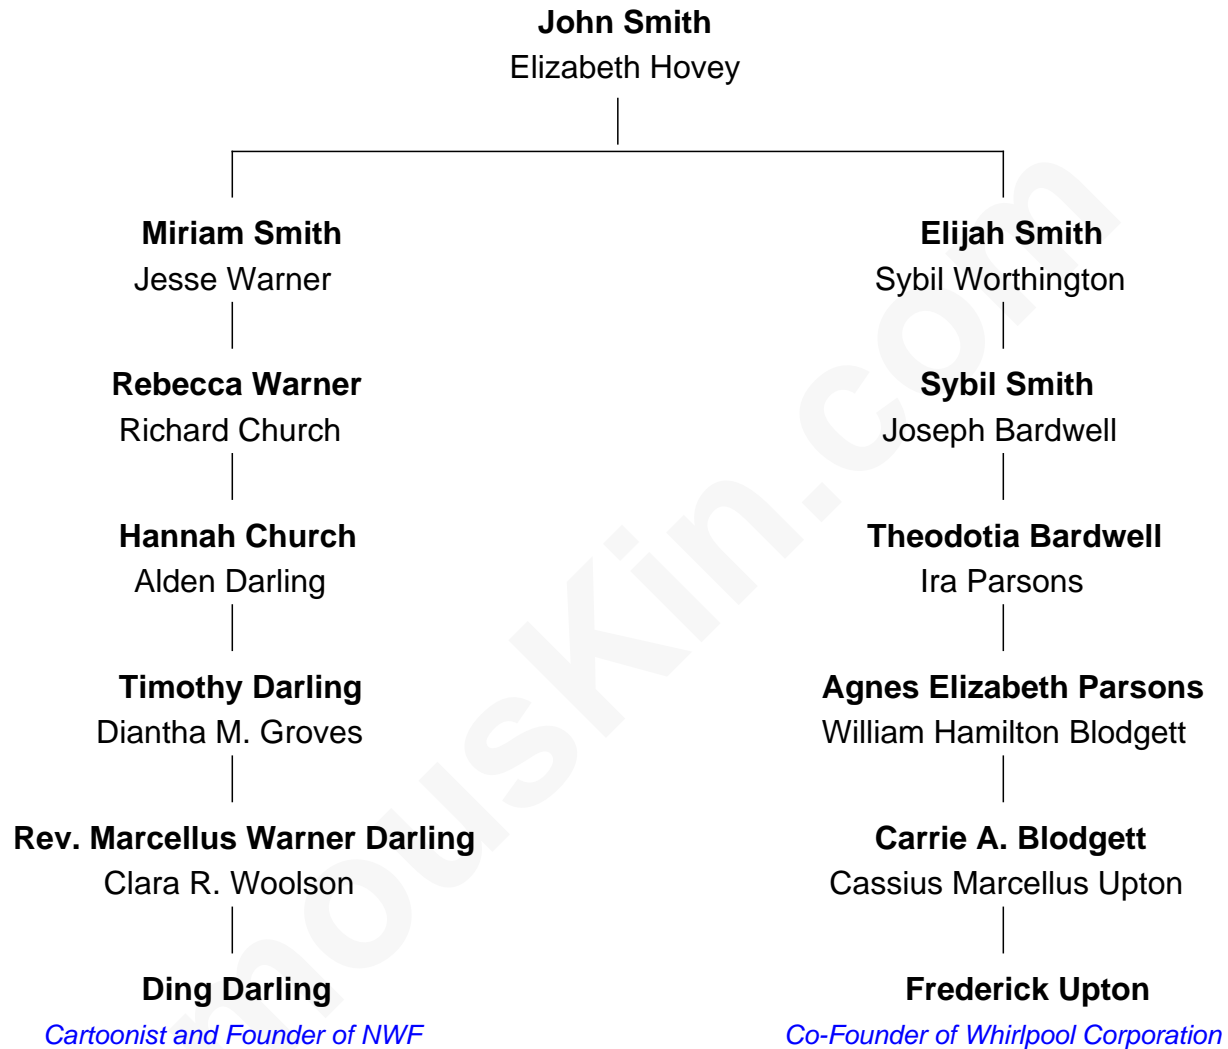 John Smith
Elizabeth Hovey
Miriam Smith
Jesse Warner
Elijah Smith
Sybil Worthington
Rebecca Warner
Richard Church
Sybil Smith
Joseph Bardwell
Hannah Church
Alden Darling
Theodotia Bardwell
Ira Parsons
Timothy Darling
Diantha M. Groves
Agnes Elizabeth Parsons
William Hamilton Blodgett
Rev. Marcellus Warner Darling
Clara R. Woolson
Carrie A. Blodgett
Cassius Marcellus Upton
Ding Darling
Cartoonist and Founder of NWF
Frederick Upton
Co-Founder of Whirlpool Corporation
mousKin.com